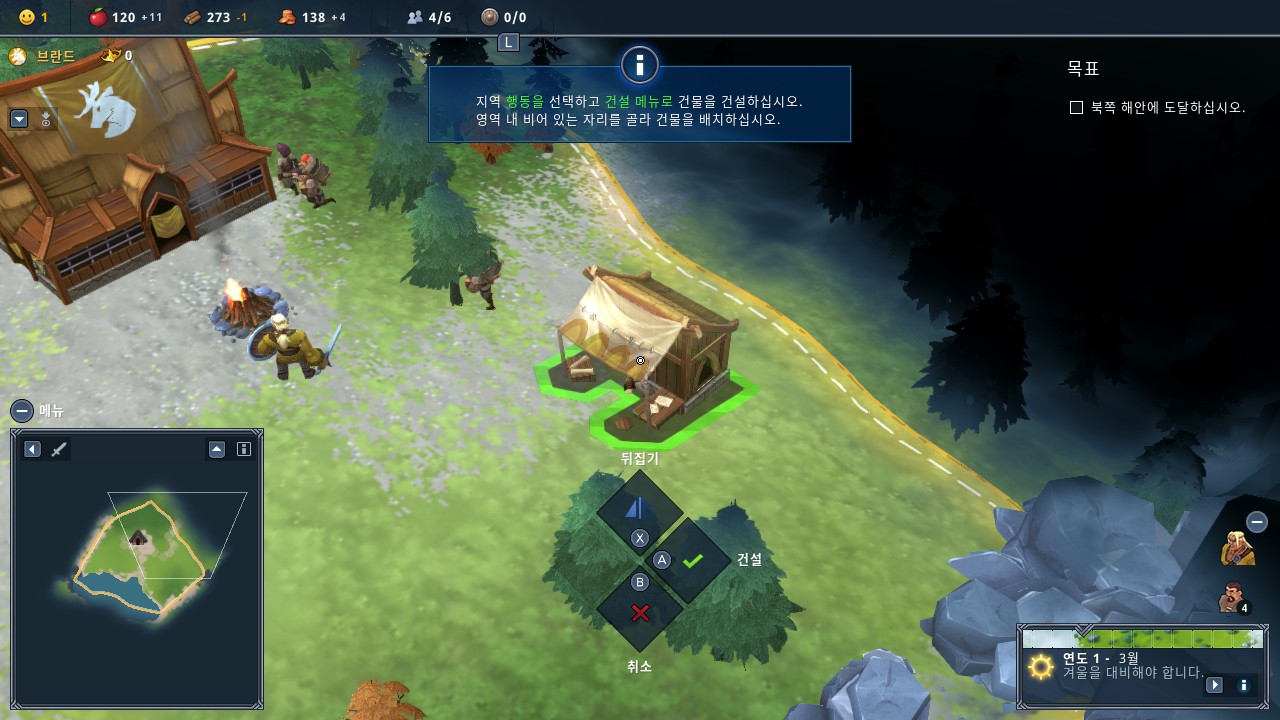 1
120 +11
273 -1
138 +4
4/6
0/0
L
브란드
0
지역 행동을 선택하고 건설 메뉴로 건물을 건설하십시오.
영역 내 비어 있는 자리를 골라 건물을 배치하십시오.
목표
북쪽 해안에 도달하십시오.
메뉴
뒤집기
X
A
건설
B
취소
4
연도 1 - 3월
겨울을 대비해야 합니다.